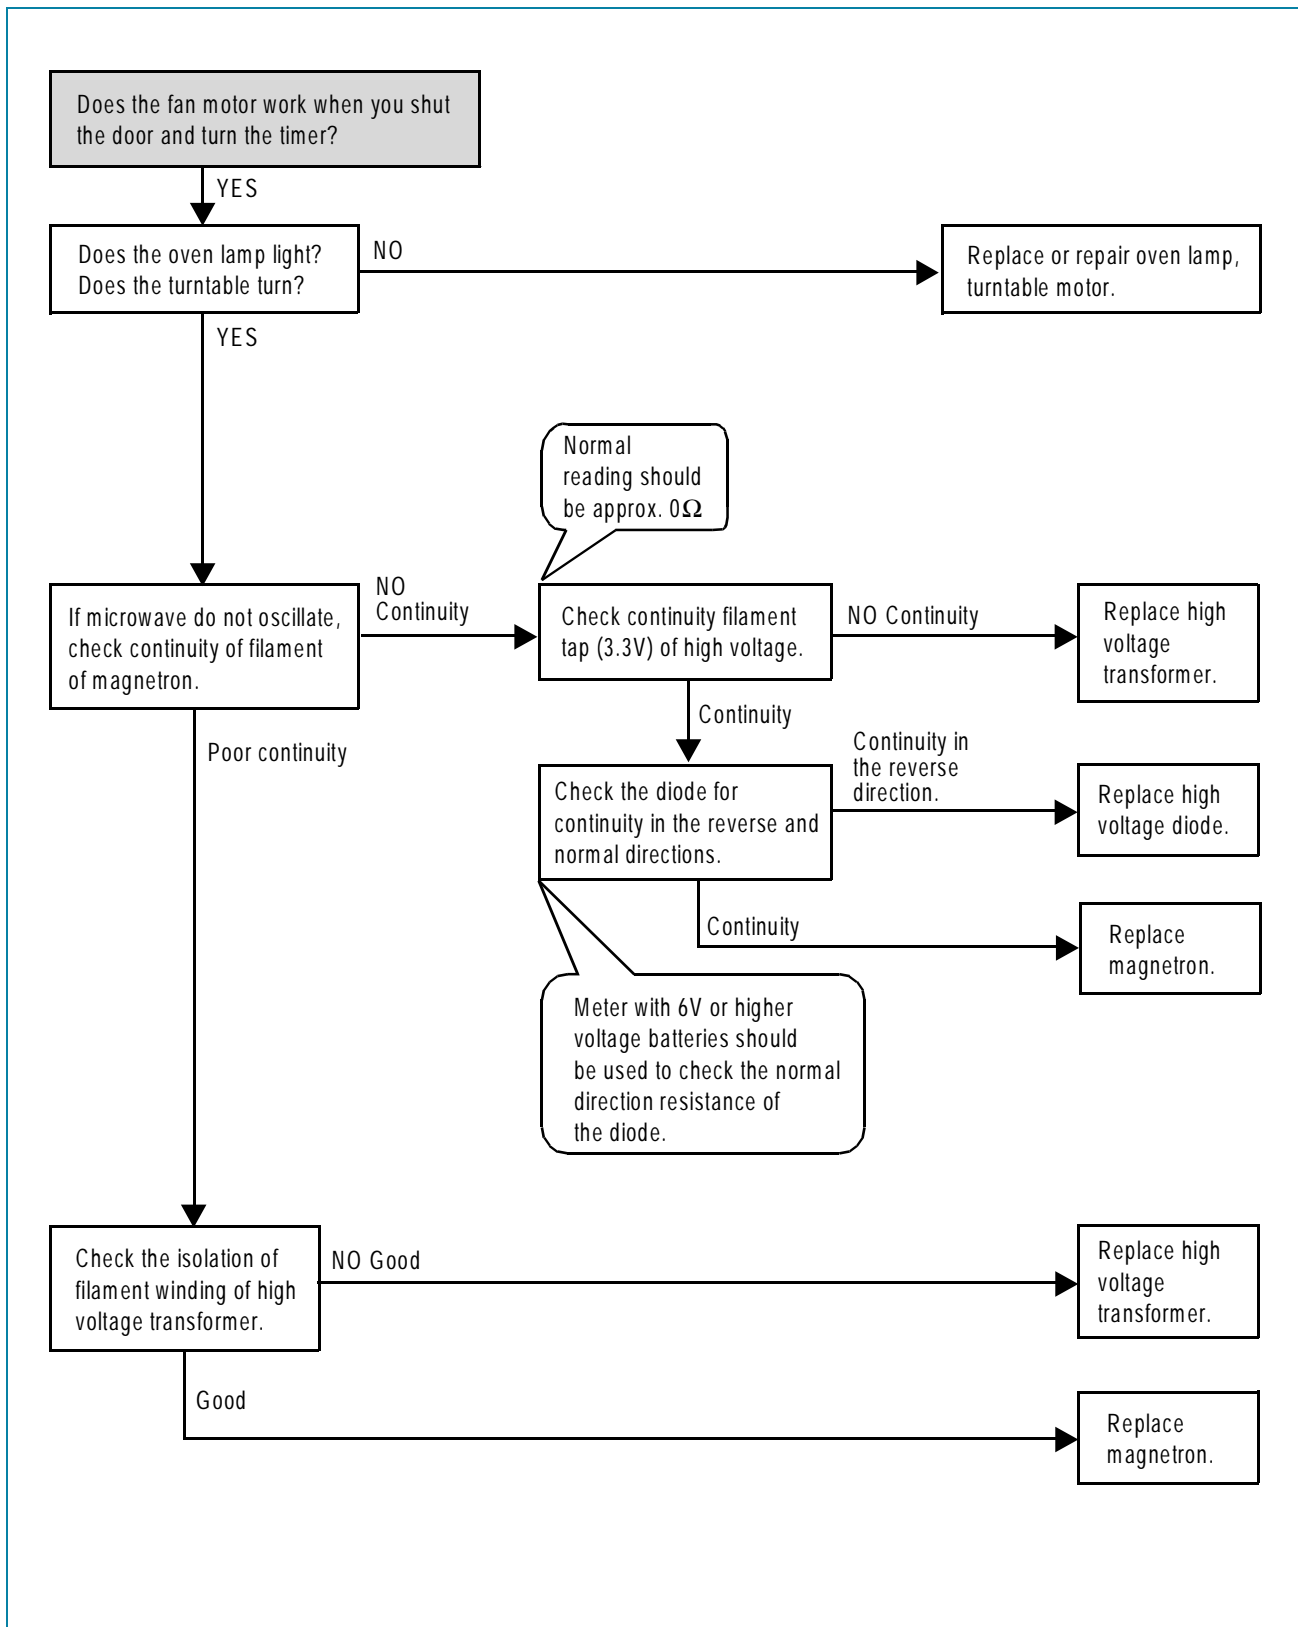 Does the fan motor work when you shut
the door and turn the timer?
YES
Does the oven lamp light?
Does the turntable turn?
NO
Replace or repair oven lamp,
turntable motor.
YES
Normal
reading should
be approx. 0Ω
If microwave do not oscillate,
check continuity of filament
of magnetron.
NO
Continuity
Check continuity filament
tap (3.3V) of high voltage.
NO Continuity
Replace high
voltage
transformer.
Continuity
Poor continuity
Check the diode for
continuity in the reverse and
normal directions.
Continuity in
the reverse
direction.
Replace high
voltage diode.
Continuity
Replace
magnetron.
Meter with 6V or higher
voltage batteries should
be used to check the normal
direction resistance of
the diode.
Check the isolation of
filament winding of high
voltage transformer.
NO Good
Replace high
voltage
transformer.
Good
Replace
magnetron.